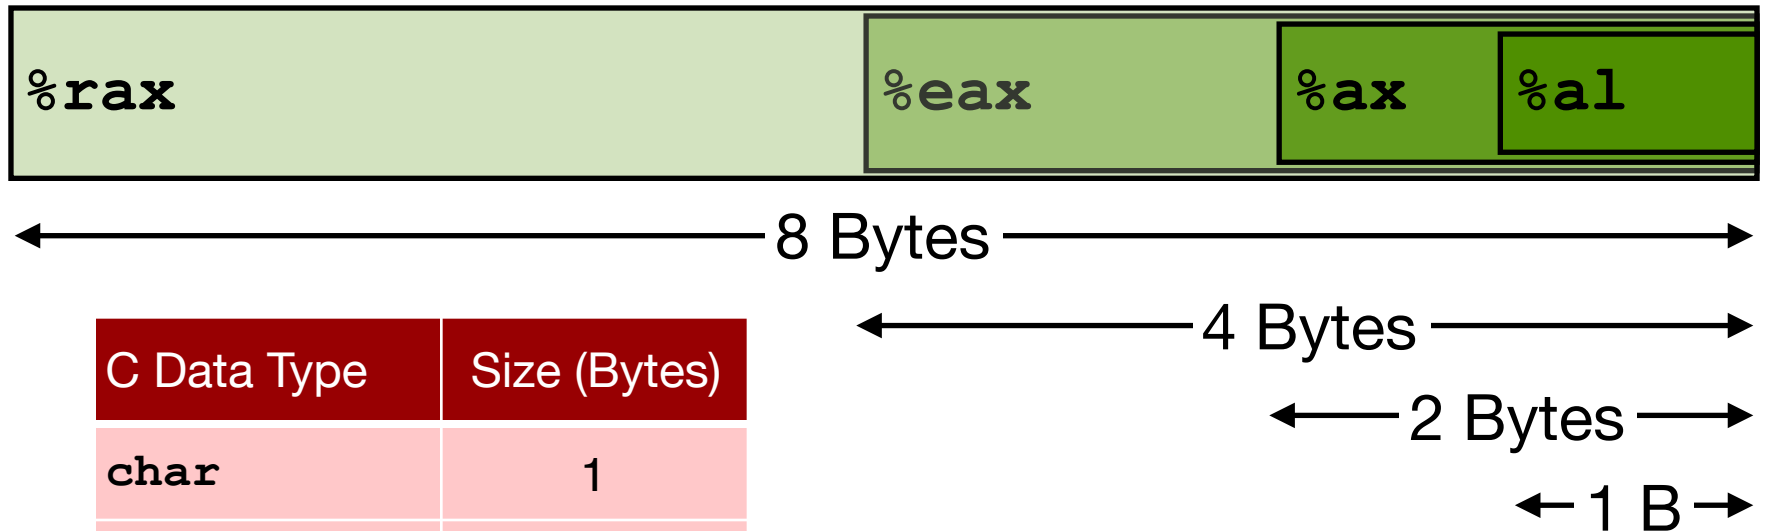 %rax %eax %ax %al
8 Bytes
4 Bytes
C Data Type Size (Bytes)
2 Bytes
char 1
1 B